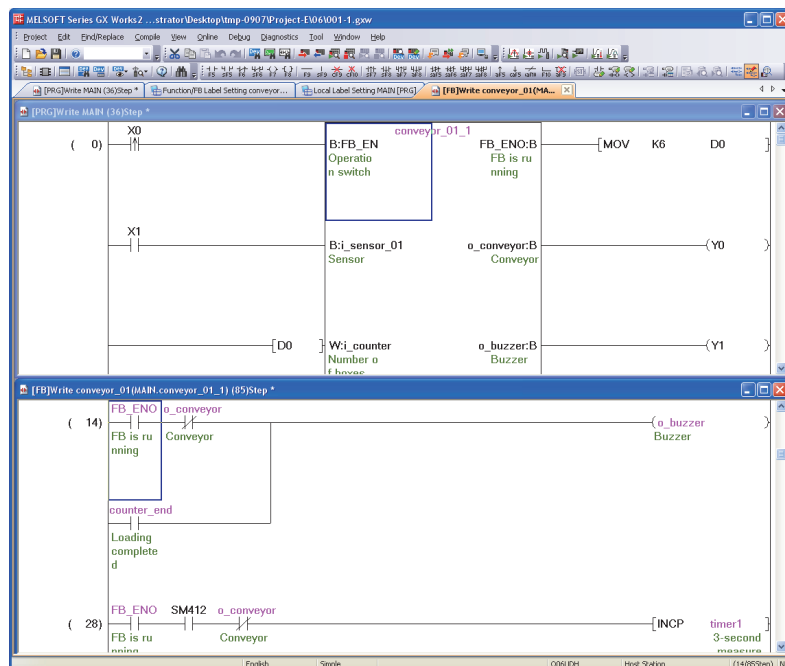 MELSOFT Series GX Works2 ...strator\Desktop\tmp-0907\Project-E\06\001-1.gxw
Project Edit Find/Replace Compile View Online Debug Diagnostics Tool Window Help
[PRG]Write MAIN (36)Step * Function/FB Label Setting conveyor... Local Label Setting MAIN [PRG] [FB]Write conveyor_01(MA...
[PRG]Write MAIN (36)Step *
X0 conveyor_01_1
( 0) B:FB_EN FB_ENO:B [MOV K6 D0 ]
Operatio FB is ru
n switch nning
X1
B:i_sensor_01 o_conveyor:B (Y0 )
Sensor Conveyor
[D0 ] W:i_counter o_buzzer:B (Y1 )
Number o Buzzer
f boxes
[FB]Write conveyor_01(MAIN.conveyor_01_1) (85)Step *
FB_ENO o_conveyor
( 14) (o_buzzer )
FB is ru Conveyor Buzzer
nning
counter_end
Loading
complete
d
FB_ENO SM412 o_conveyor
( 28) [INCP timer1 ]
FB is ru Conveyor 3-second
nning measure
English Simple Q06UDH Host Station (14/85Step)